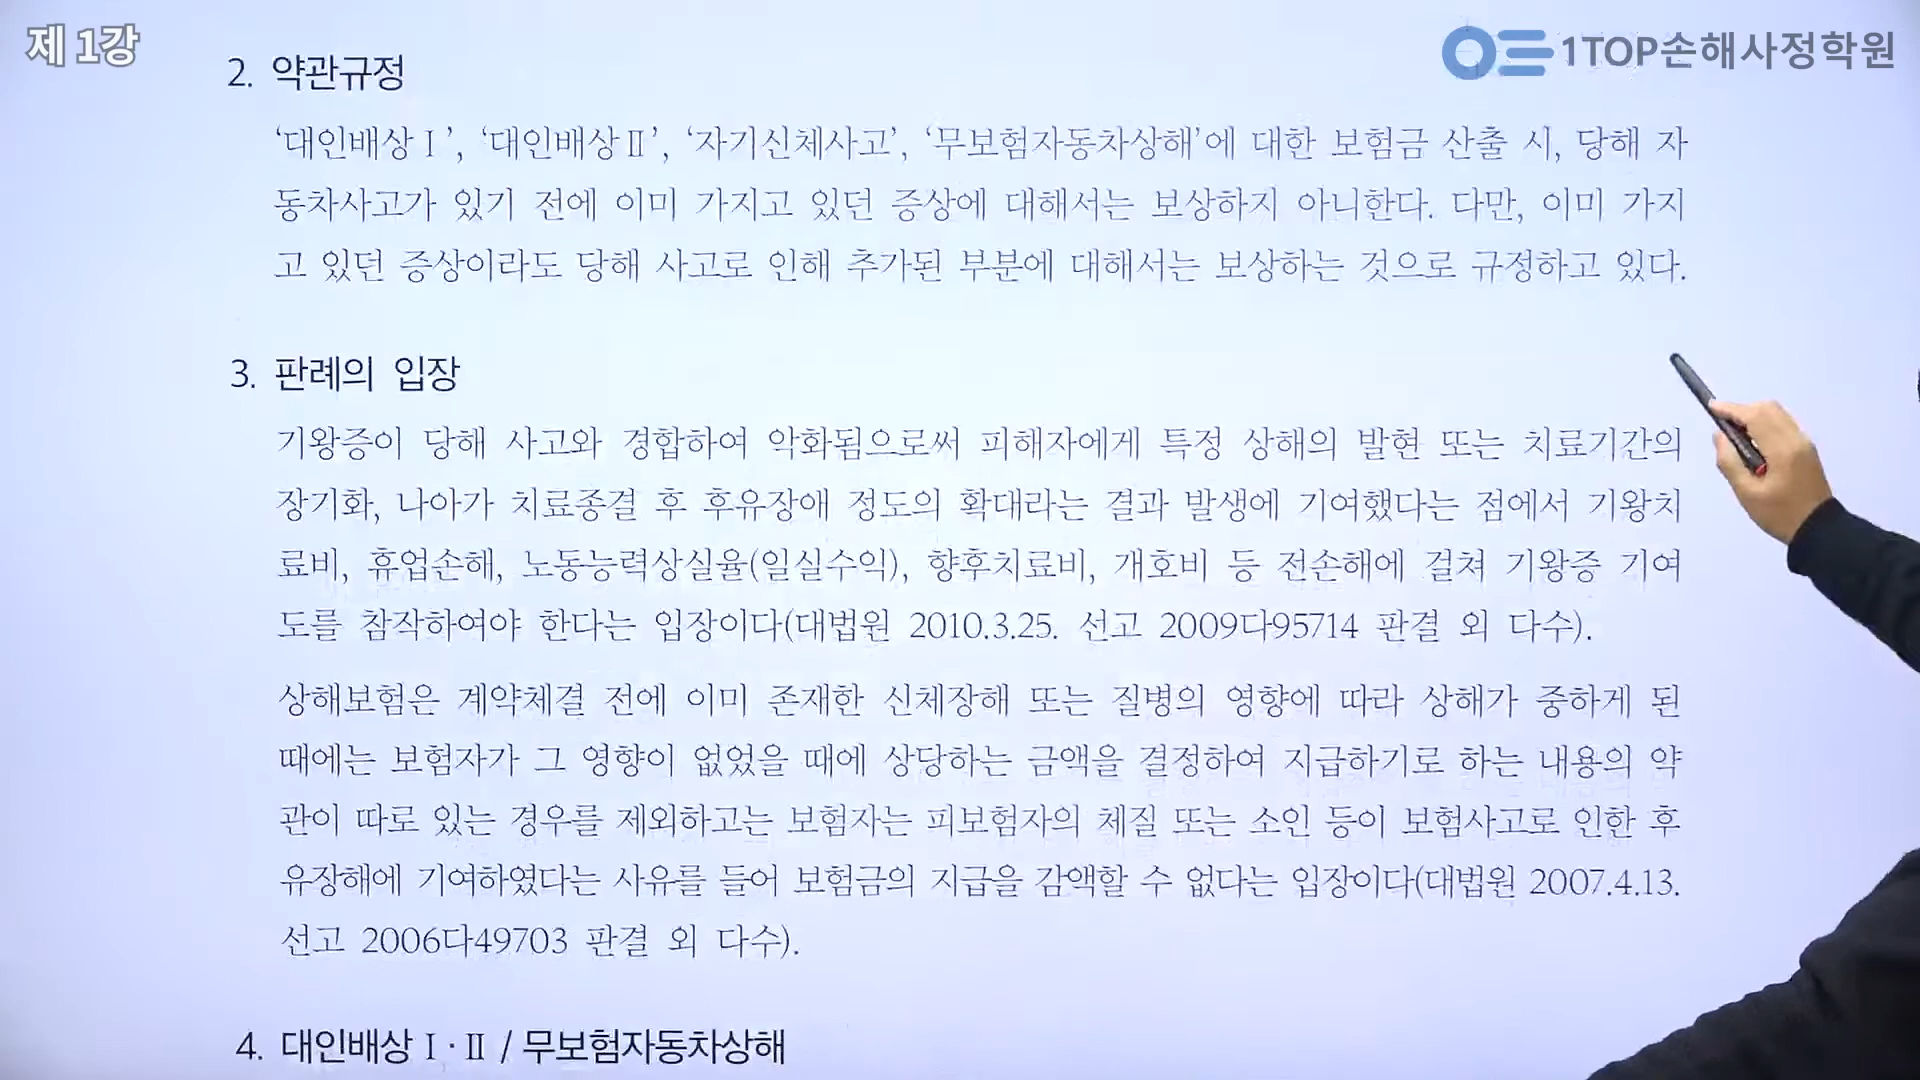 제 1강
1TOP손해사정학원
2. 약관규정
‘대인배상Ⅰ’, ‘대인배상Ⅱ’, ‘자기신체사고’, ‘무보험자동차상해’에 대한 보험금 산출 시, 당해 자
동차사고가 있기 전에 이미 가지고 있던 증상에 대해서는 보상하지 아니한다. 다만, 이미 가지
고 있던 증상이라도 당해 사고로 인해 추가된 부분에 대해서는 보상하는 것으로 규정하고 있다.
3. 판례의 입장
기왕증이 당해 사고와 경합하여 악화됨으로써 피해자에게 특정 상해의 발현 또는 치료기간의
장기화, 나아가 치료종결 후 후유장애 정도의 확대라는 결과 발생에 기여했다는 점에서 기왕치
료비, 휴업손해, 노동능력상실율(일실수익), 향후치료비, 개호비 등 전손해에 걸쳐 기왕증 기여
도를 참작하여야 한다는 입장이다(대법원 2010.3.25. 선고 2009다95714 판결 외 다수).
상해보험은 계약체결 전에 이미 존재한 신체장해 또는 질병의 영향에 따라 상해가 중하게 된
때에는 보험자가 그 영향이 없었을 때에 상당하는 금액을 결정하여 지급하기로 하는 내용의 약
관이 따로 있는 경우를 제외하고는 보험자는 피보험자의 체질 또는 소인 등이 보험사고로 인한 후
유장해에 기여하였다는 사유를 들어 보험금의 지급을 감액할 수 없다는 입장이다(대법원 2007.4.13.
선고 2006다49703 판결 외 다수).
4. 대인배상Ⅰ·Ⅱ / 무보험자동차상해